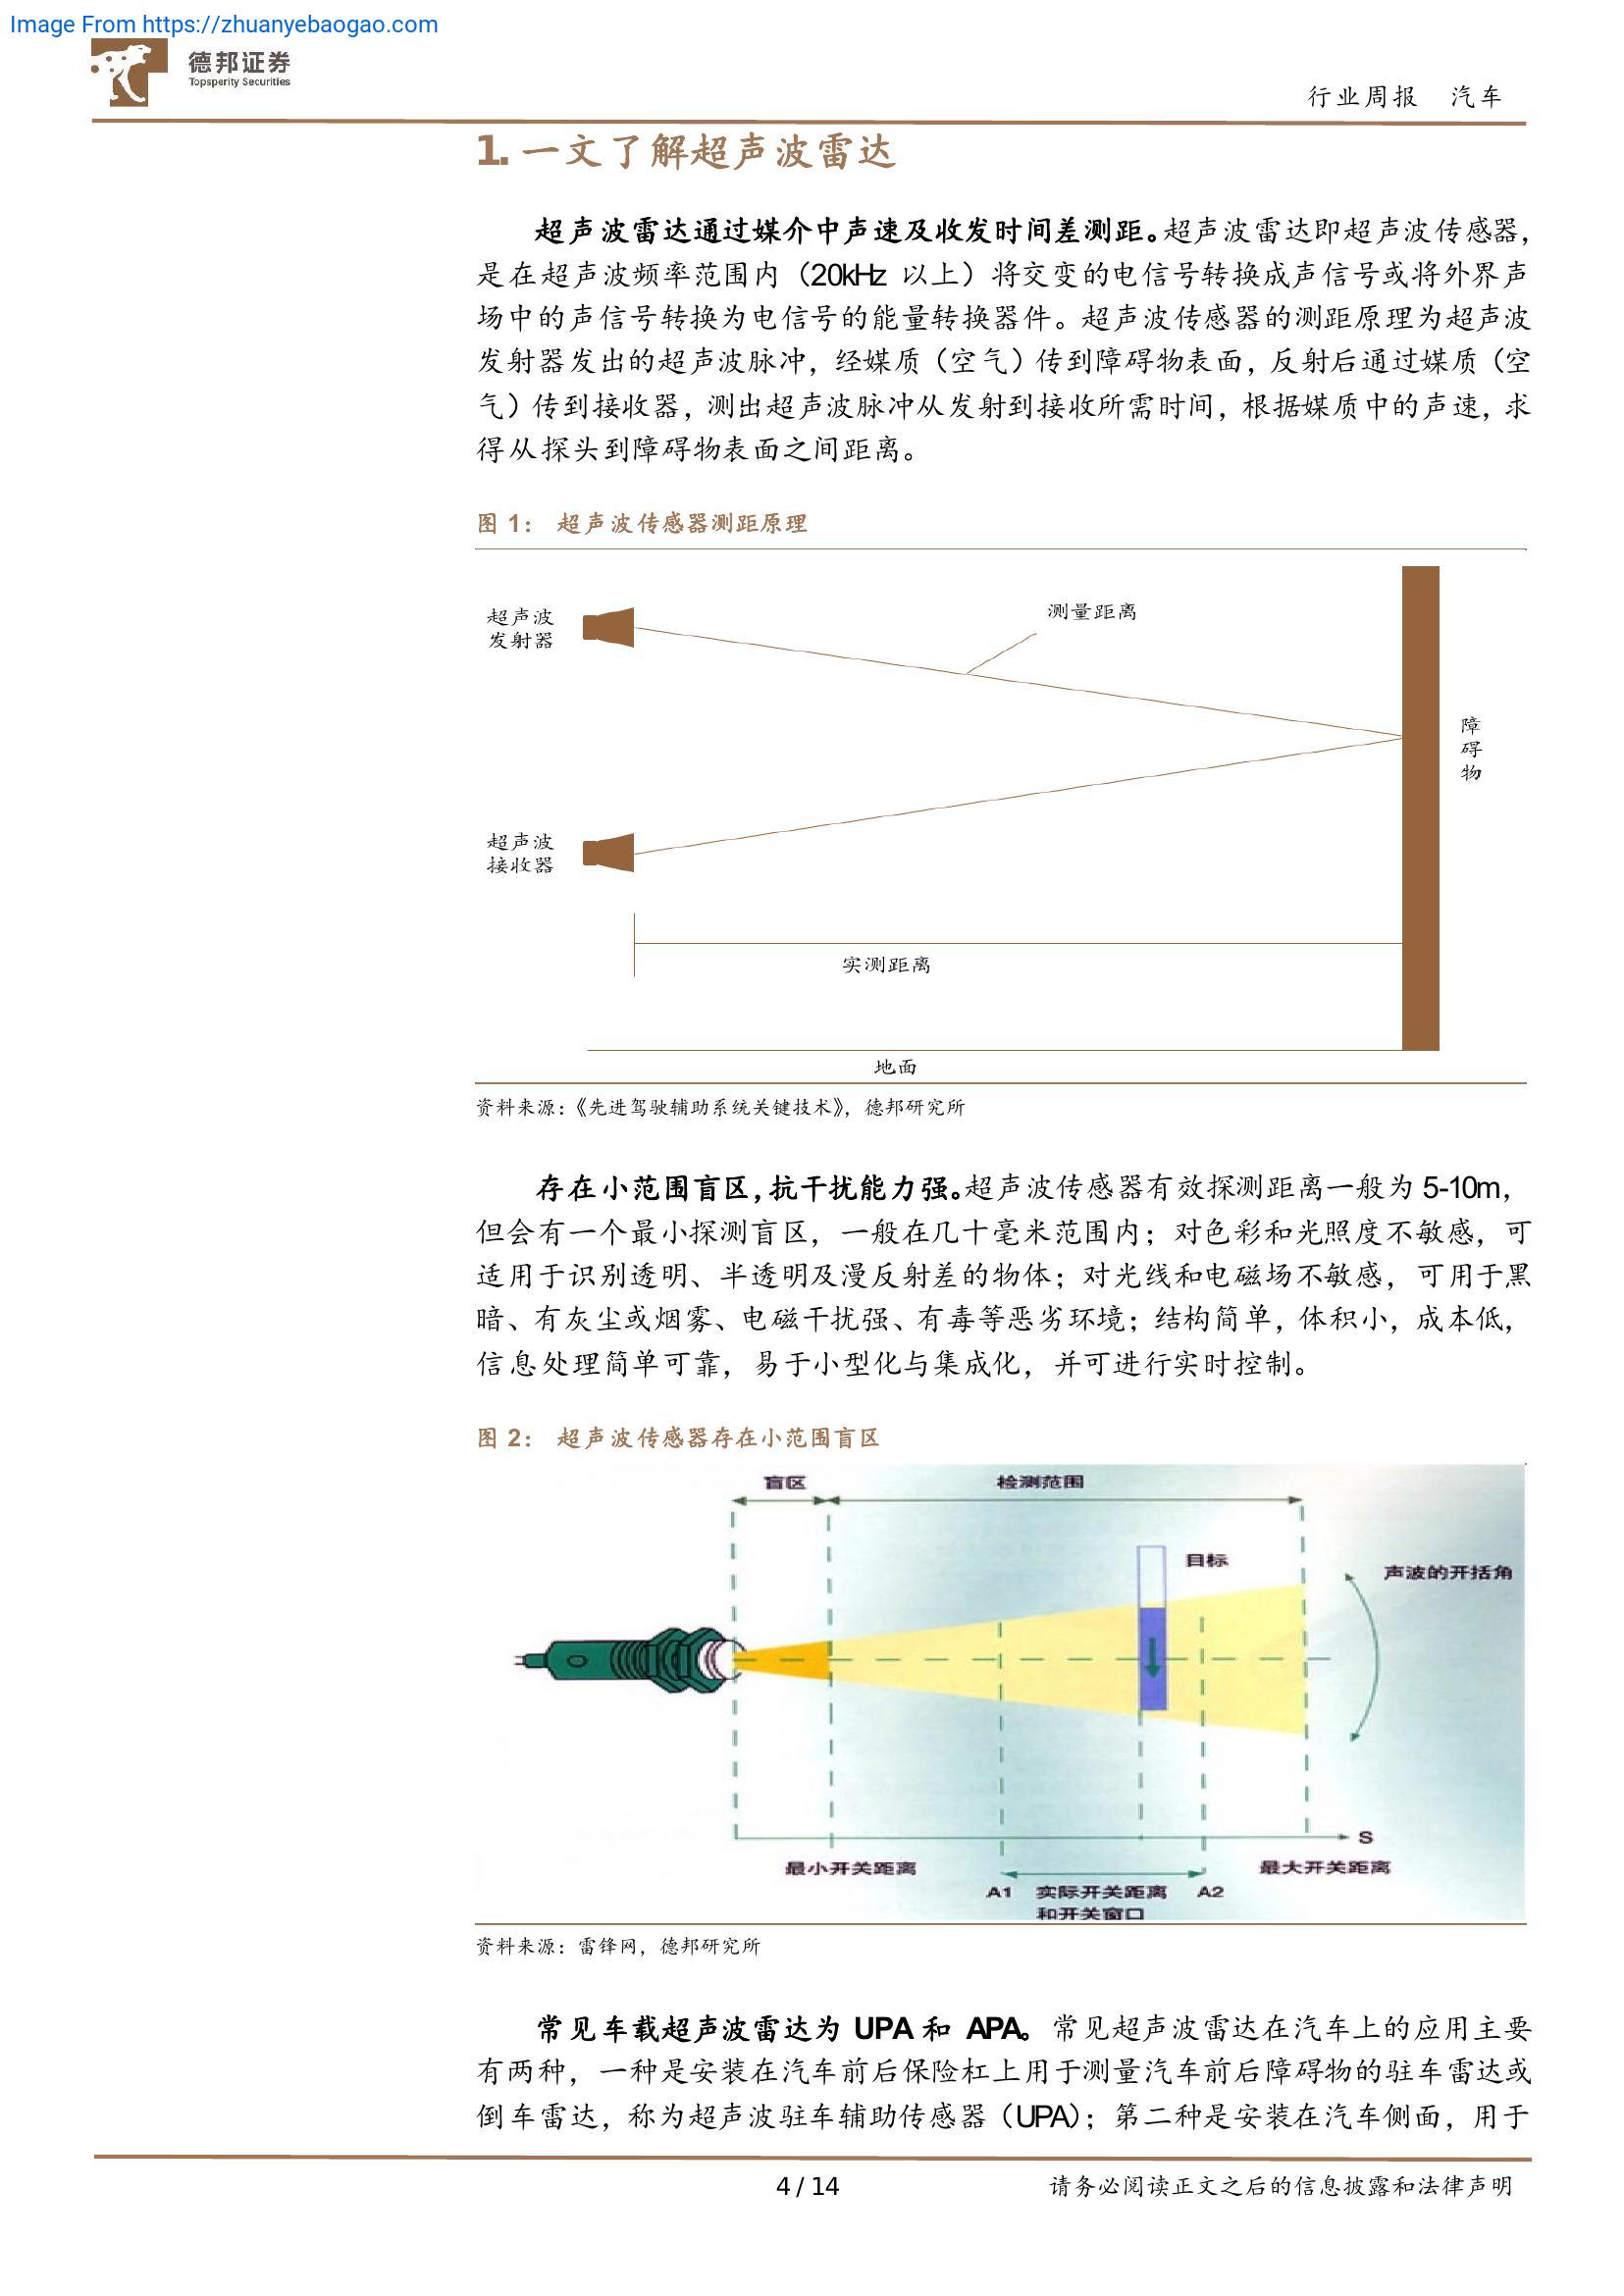 Image From https://zhuanyebaogao.com
德邦证券
Topsperity Securities
行业周报 汽车
1. 一文了解超声波雷达
超声波雷达通过媒介中声速及收发时间差测距。超声波雷达即超声波传感器，
是在超声波频率范围内（20kHz 以上）将交变的电信号转换成声信号或将外界声
场中的声信号转换为电信号的能量转换器件。超声波传感器的测距原理为超声波
发射器发出的超声波脉冲，经媒质（空气）传到障碍物表面，反射后通过媒质（空
气）传到接收器，测出超声波脉冲从发射到接收所需时间，根据媒质中的声速，求
得从探头到障碍物表面之间距离。
图 1： 超声波传感器测距原理
超声波
发射器
测量距离
障
碍
物
超声波
接收器
实测距离
地面
资料来源：《先进驾驶辅助系统关键技术》，德邦研究所
存在小范围盲区，抗干扰能力强。超声波传感器有效探测距离一般为 5-10m，
但会有一个最小探测盲区，一般在几十毫米范围内；对色彩和光照度不敏感，可
适用于识别透明、半透明及漫反射差的物体；对光线和电磁场不敏感，可用于黑
暗、有灰尘或烟雾、电磁干扰强、有毒等恶劣环境；结构简单，体积小，成本低，
信息处理简单可靠，易于小型化与集成化，并可进行实时控制。
图 2： 超声波传感器存在小范围盲区
盲区 检测范围
目标
声波的开括角
S
最小开关距离 最大开关距离
A1 实际开关距离 A2
和开关窗口
资料来源：雷锋网，德邦研究所
常见车载超声波雷达为 UPA 和 APA。常见超声波雷达在汽车上的应用主要
有两种，一种是安装在汽车前后保险杠上用于测量汽车前后障碍物的驻车雷达或
倒车雷达，称为超声波驻车辅助传感器（UPA）；第二种是安装在汽车侧面，用于
4 / 14
请务必阅读正文之后的信息披露和法律声明